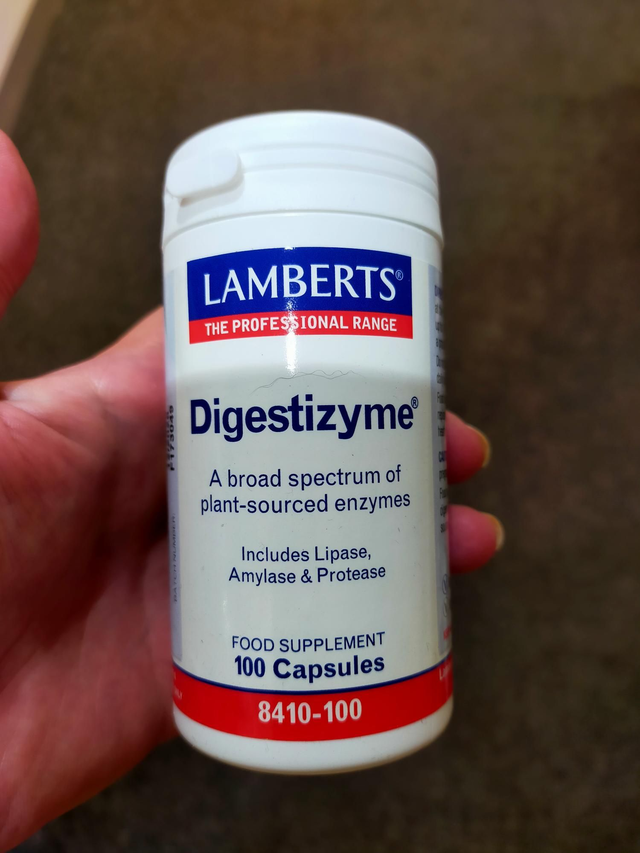 LAMBERTS®
THE PROFESSIONAL RANGE
Digestizyme®
A broad spectrum of
plant-sourced enzymes
Includes Lipase,
Amylase & Protease
FOOD SUPPLEMENT
100 Capsules
8410-100